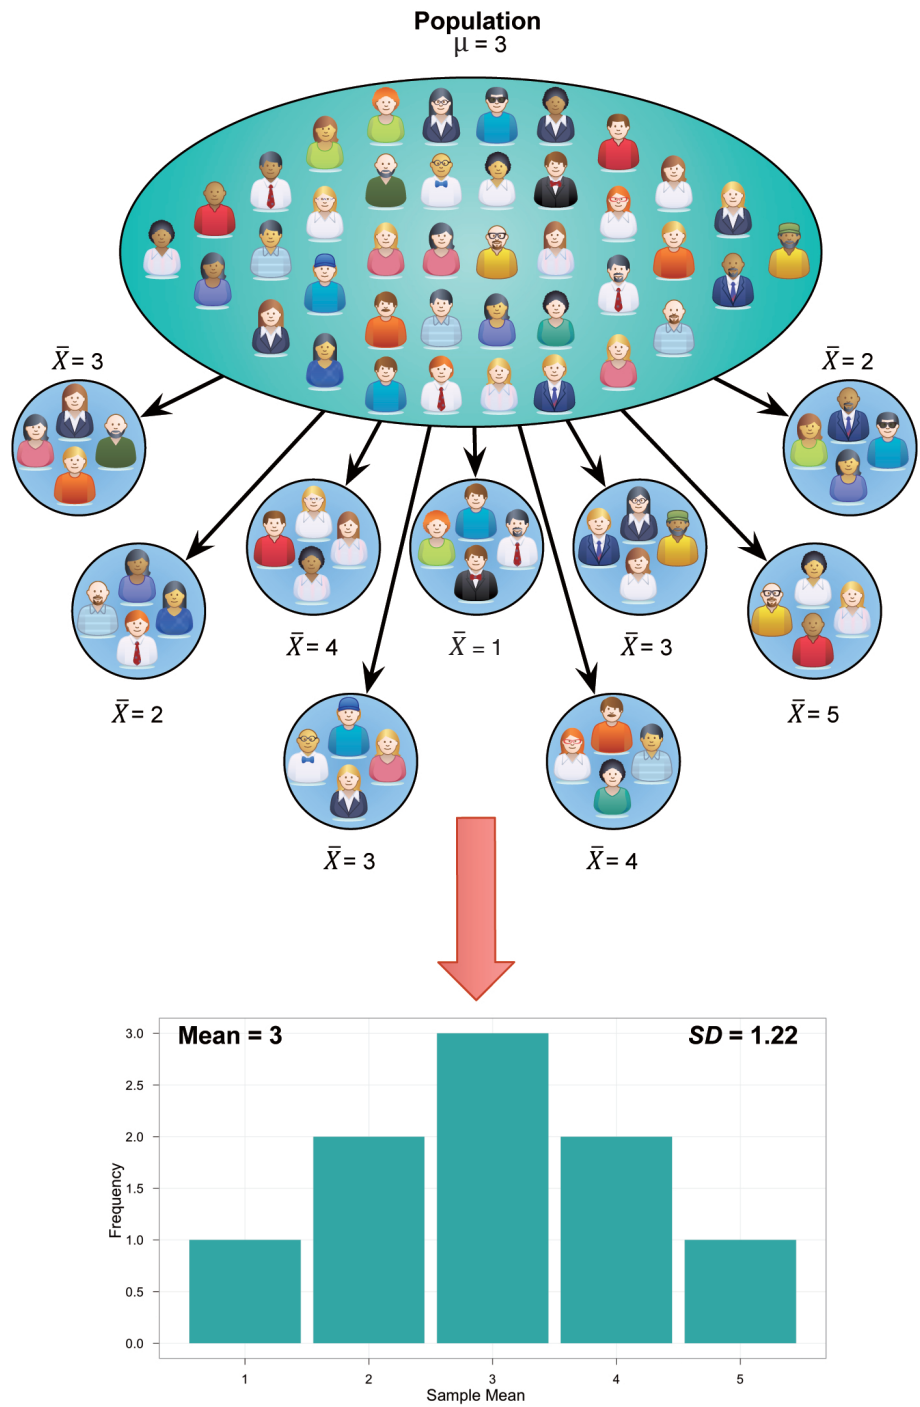 Population
μ = 3
X̄ = 3
X̄ = 2
X̄ = 4
X̄ = 1
X̄ = 3
X̄ = 2
X̄ = 5
X̄ = 3
X̄ = 4
Mean = 3
SD = 1.22
Frequency
3.0
2.5
2.0
1.5
1.0
0.5
0.0
1 2 3 4 5
Sample Mean